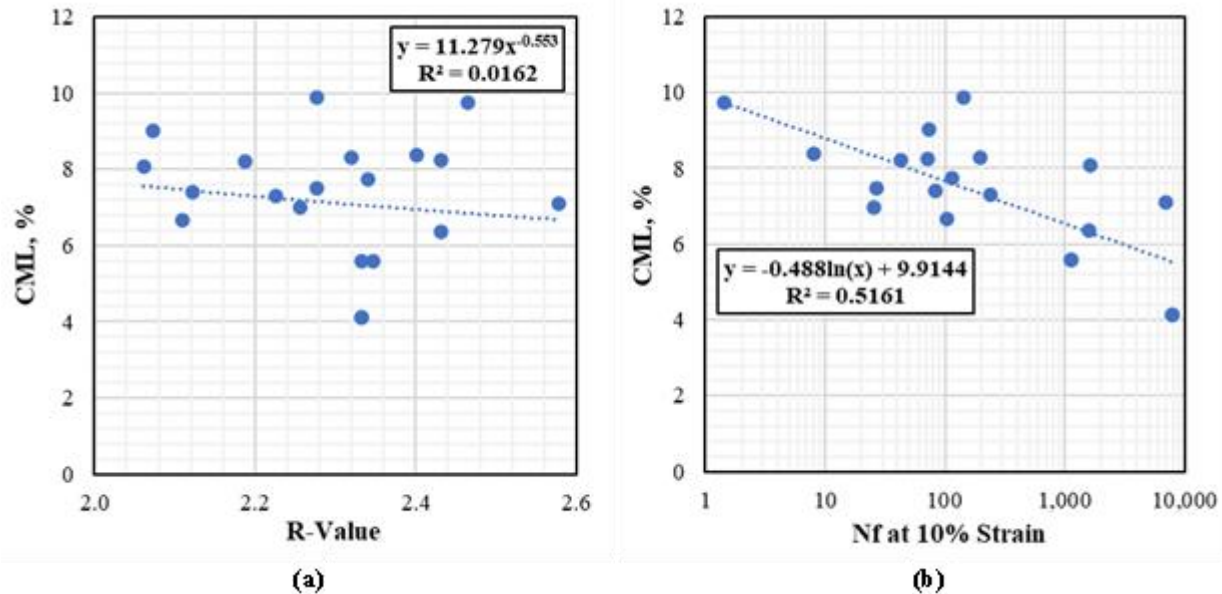 12
10
8
6
4
2
0
CML, %
y = 11.279x^-0.553
R² = 0.0162
2.0 2.2 2.4 2.6
R-Value
(a)
12
10
8
6
4
2
0
CML, %
y = -0.488ln(x) + 9.9144
R² = 0.5161
1 10 100 1,000 10,000
Nf at 10% Strain
(b)